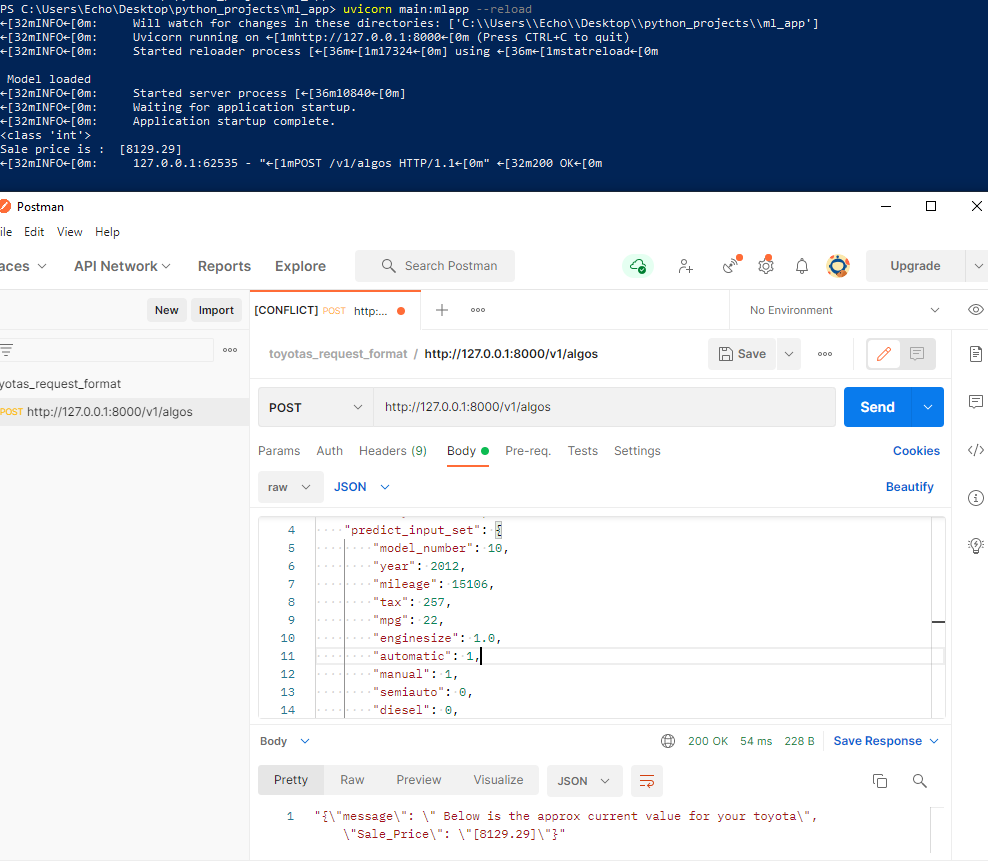 PS C:\Users\Echo\Desktop\python_projects\ml_app> uvicorn main:mlapp --reload
←[32mINFO←[0m:     Will watch for changes in these directories: ['C:\\Users\\Echo\\Desktop\\python_projects\\ml_app']
←[32mINFO←[0m:     Uvicorn running on ←[1mhttp://127.0.0.1:8000←[0m (Press CTRL+C to quit)
←[32mINFO←[0m:     Started reloader process [←[36m←[1m17324←[0m] using ←[36m←[1mstatreload←[0m
Model loaded
←[32mINFO←[0m:     Started server process [←[36m10840←[0m]
←[32mINFO←[0m:     Waiting for application startup.
←[32mINFO←[0m:     Application startup complete.
<class 'int'>
Sale price is :  [8129.29]
←[32mINFO←[0m:     127.0.0.1:62535 - "←[1mPOST /v1/algos HTTP/1.1←[0m" ←[32m200 OK←[0m
Postman
ile Edit View Help
aces API Network Reports Explore Search Postman Upgrade
New Import [CONFLICT] POST http:... No Environment
toyotas_request_format / http://127.0.0.1:8000/v1/algos Save
yotas_request_format
POST http://127.0.0.1:8000/v1/algos
POST http://127.0.0.1:8000/v1/algos Send
Params Auth Headers (9) Body Pre-req. Tests Settings Cookies
raw JSON Beautify
4 "predict_input_set": {
5 "model_number": 10,
6 "year": 2012,
7 "mileage": 15106,
8 "tax": 257,
9 "mpg": 22,
10 "enginesize": 1.0,
11 "automatic": 1,
12 "manual": 1,
13 "semiauto": 0,
14 "diesel": 0,
Body 200 OK 54 ms 228 B Save Response
Pretty Raw Preview Visualize JSON
1 "{\"message\": \" Below is the approx current value for your toyota\",
\"Sale_Price\": \"[8129.29]\"}"